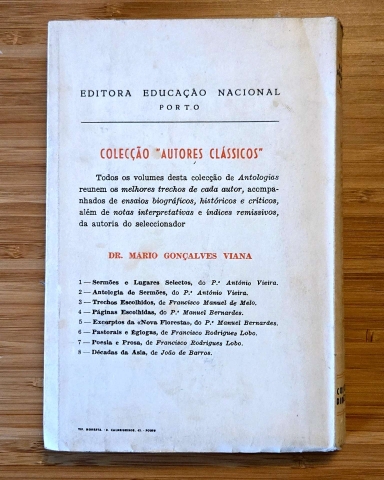 EDITORA EDUCAÇÃO NACIONAL
PORTO
COLECÇÃO "AUTORES CLÁSSICOS"
Todos os volumes desta colecção de Antologias
reunem os melhores trechos de cada autor, acompa-
nhados de ensaios biográficos, históricos e críticos,
além de notas interpretativas e índices remissivos,
da autoria do seleccionador
DR. MÁRIO GONÇALVES VIANA
1 — Sermões e Lugares Selectos, do P.e António Vieira.
2 — Antologia de Sermões, do P.e António Vieira.
3 — Trechos Escolhidos, de Francisco Manuel de Melo.
4 — Páginas Escolhidas, do P.e Manuel Bernardes.
5 — Excerptos da «Nova Floresta», do P.e Manuel Bernardes.
6 — Pastorais e Églogas, de Francisco Rodrigues Lobo.
7 — Poesia e Prosa, de Francisco Rodrigues Lobo.
8 — Décadas da Ásia, de João de Barros.